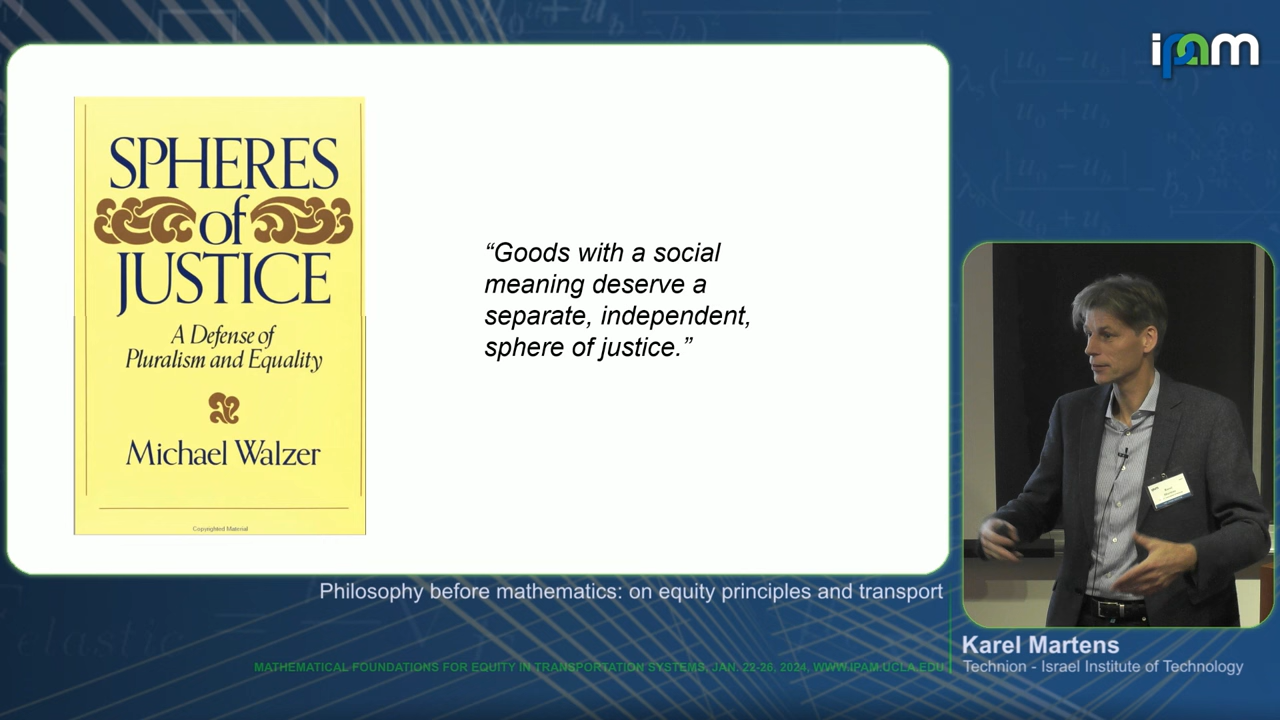 ipam
SPHERES
of
JUSTICE
A Defense of
Pluralism and Equality
Michael Walzer
Copyrighted Material
“Goods with a social
meaning deserve a
separate, independent,
sphere of justice.”
Philosophy before mathematics: on equity principles and transport
Karel Martens
Technion - Israel Institute of Technology
MATHEMATICAL FOUNDATIONS FOR EQUITY IN TRANSPORTATION SYSTEMS, JAN. 22-26, 2024, WWW.IPAM.UCLA.EDU
elastic